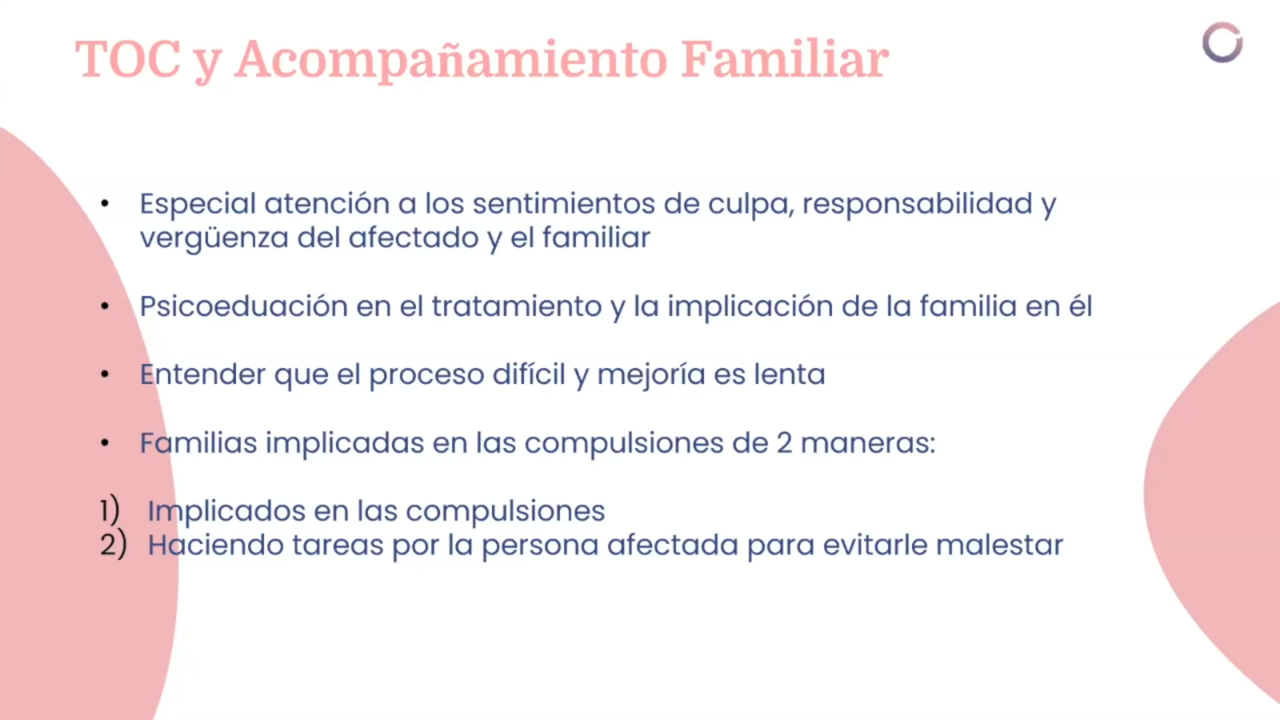 TOC y Acompañamiento Familiar
• Especial atención a los sentimientos de culpa, responsabilidad y
vergüenza del afectado y el familiar
• Psicoeduación en el tratamiento y la implicación de la familia en él
• Entender que el proceso difícil y mejoría es lenta
• Familias implicadas en las compulsiones de 2 maneras:
1) Implicados en las compulsiones
2) Haciendo tareas por la persona afectada para evitarle malestar